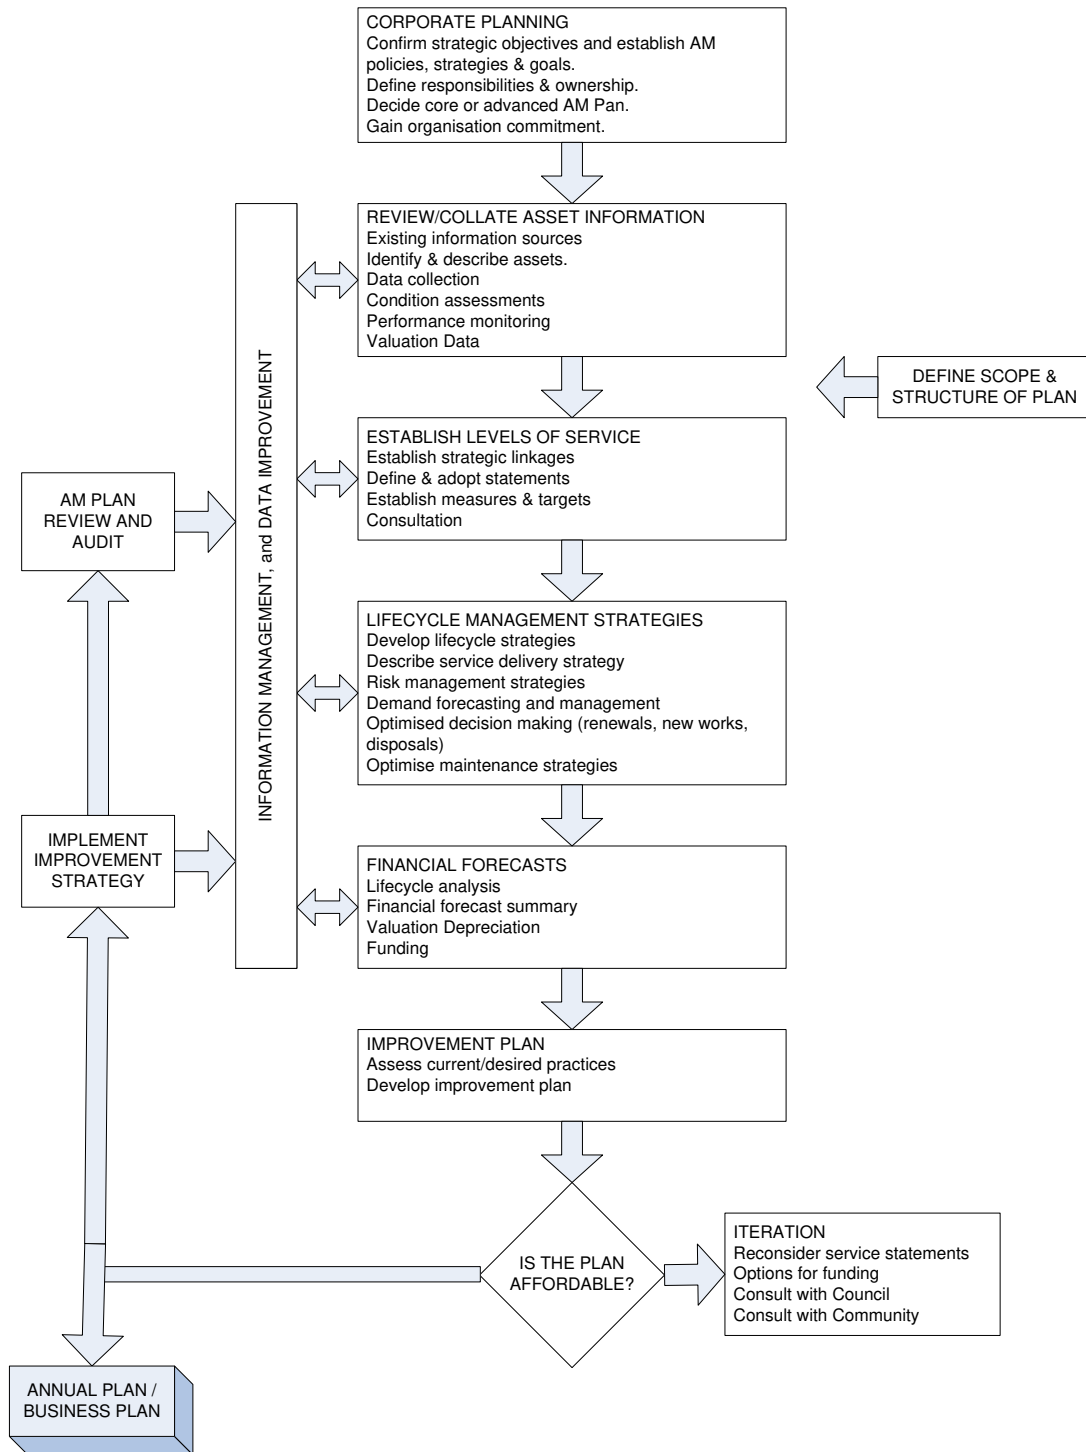 CORPORATE PLANNING
Confirm strategic objectives and establish AM
policies, strategies & goals.
Define responsibilities & ownership.
Decide core or advanced AM Pan.
Gain organisation commitment.
REVIEW/COLLATE ASSET INFORMATION
Existing information sources
Identify & describe assets.
Data collection
Condition assessments
Performance monitoring
Valuation Data
DEFINE SCOPE &
STRUCTURE OF PLAN
INFORMATION MANAGEMENT, and DATA IMPROVEMENT
ESTABLISH LEVELS OF SERVICE
Establish strategic linkages
Define & adopt statements
Establish measures & targets
Consultation
AM PLAN
REVIEW AND
AUDIT
LIFECYCLE MANAGEMENT STRATEGIES
Develop lifecycle strategies
Describe service delivery strategy
Risk management strategies
Demand forecasting and management
Optimised decision making (renewals, new works,
disposals)
Optimise maintenance strategies
IMPLEMENT
IMPROVEMENT
STRATEGY
FINANCIAL FORECASTS
Lifecycle analysis
Financial forecast summary
Valuation Depreciation
Funding
IMPROVEMENT PLAN
Assess current/desired practices
Develop improvement plan
IS THE PLAN
AFFORDABLE?
ITERATION
Reconsider service statements
Options for funding
Consult with Council
Consult with Community
ANNUAL PLAN /
BUSINESS PLAN